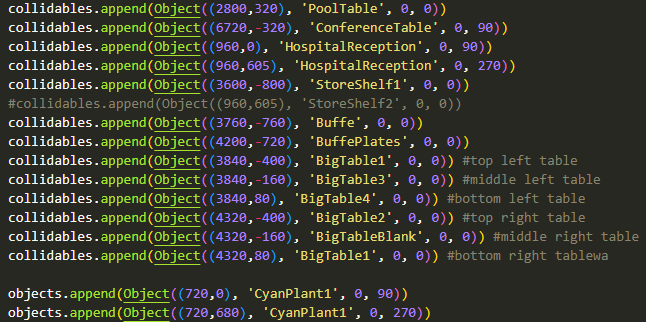 collidables.append(Object((2800,320), 'PoolTable', 0, 0))
collidables.append(Object((6720,-320), 'ConferenceTable', 0, 90))
collidables.append(Object((960,0), 'HospitalReception', 0, 90))
collidables.append(Object((960,605), 'HospitalReception', 0, 270))
collidables.append(Object((3600,-800), 'StoreShelf1', 0, 0))
#collidables.append(Object((960,605), 'StoreShelf2', 0, 0))
collidables.append(Object((3760,-760), 'Buffe', 0, 0))
collidables.append(Object((4200,-720), 'BuffePlates', 0, 0))
collidables.append(Object((3840,-400), 'BigTable1', 0, 0)) #top left table
collidables.append(Object((3840,-160), 'BigTable3', 0, 0)) #middle left table
collidables.append(Object((3840,80), 'BigTable4', 0, 0)) #bottom left table
collidables.append(Object((4320,-400), 'BigTable2', 0, 0)) #top right table
collidables.append(Object((4320,-160), 'BigTableBlank', 0, 0)) #middle right table
collidables.append(Object((4320,80), 'BigTable1', 0, 0)) #bottom right tablewa
objects.append(Object((720,0), 'CyanPlant1', 0, 90))
objects.append(Object((720,680), 'CyanPlant1', 0, 270))